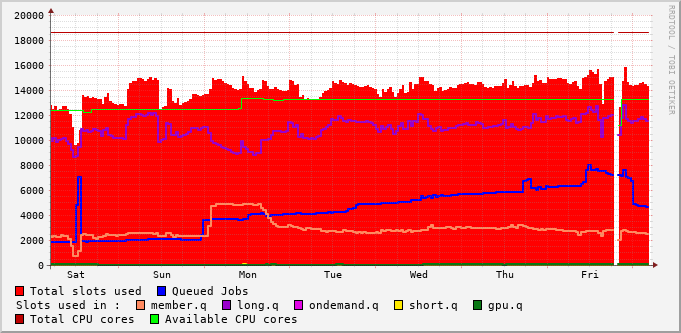 20000
18000
16000
14000
12000
10000
8000
6000
4000
2000
0
Sat Sun Mon Tue Wed Thu Fri
RRDTOOL / TOBI OETIKER
Total slots used Queued Jobs
Slots used in : member.q long.q ondemand.q short.q gpu.q
Total CPU cores Available CPU cores